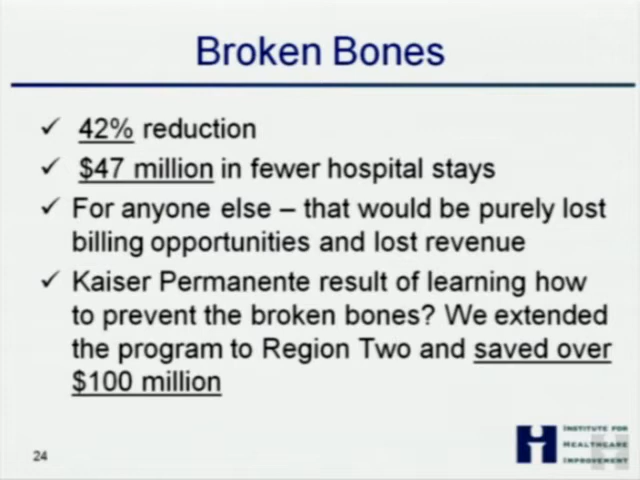 Broken Bones
✓ 42% reduction
✓ $47 million in fewer hospital stays
✓ For anyone else – that would be purely lost
billing opportunities and lost revenue
✓ Kaiser Permanente result of learning how
to prevent the broken bones? We extended
the program to Region Two and saved over
$100 million
24
INSTITUTE FOR
HEALTHCARE
IMPROVEMENT